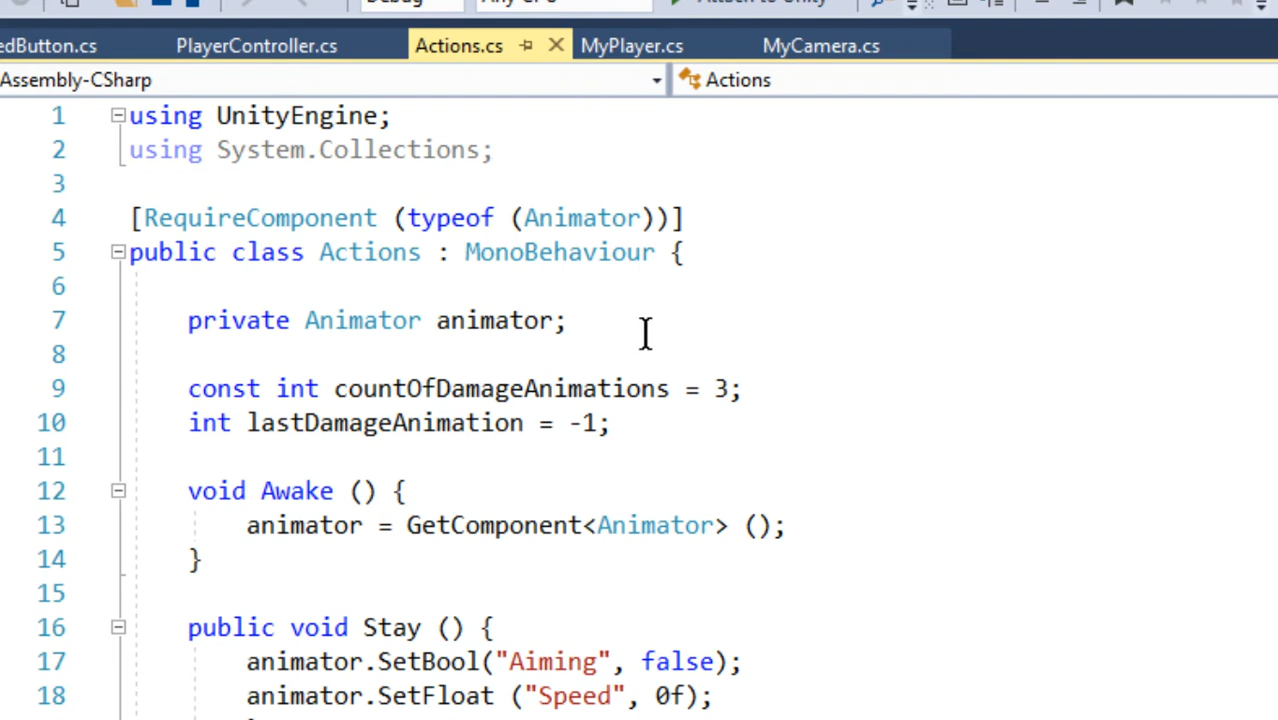 Attach to Unity
edButton.cs PlayerController.cs Actions.cs MyPlayer.cs MyCamera.cs
Assembly-CSharp Actions
1 using UnityEngine;
2 using System.Collections;
3
4 [RequireComponent (typeof (Animator))]
5 public class Actions : MonoBehaviour {
6
7 private Animator animator;
8
9 const int countOfDamageAnimations = 3;
10 int lastDamageAnimation = -1;
11
12 void Awake () {
13 animator = GetComponent<Animator> ();
14 }
15
16 public void Stay () {
17 animator.SetBool("Aiming", false);
18 animator.SetFloat ("Speed", 0f);